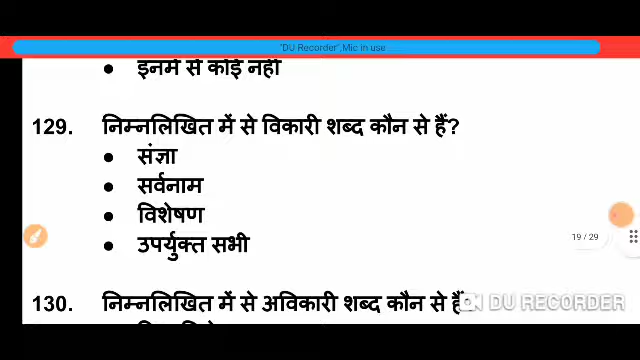 "DU Recorder",Mic in use
• इनमें से कोई नहीं
129. निम्नलिखित में से विकारी शब्द कौन से हैं?
• संज्ञा
• सर्वनाम
• विशेषण
• उपर्युक्त सभी
19 / 29
130. निम्नलिखित में से अविकारी शब्द कौन से हैं
DU RECORDER